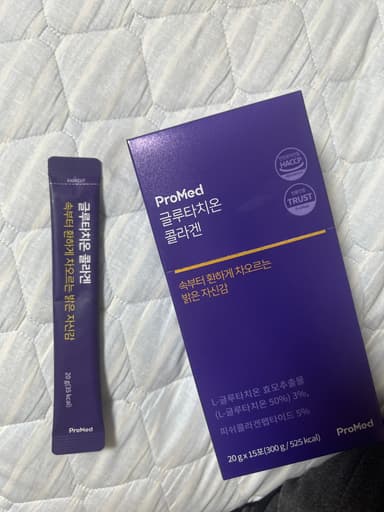 EASYCUT
글루타치온 콜라겐
속부터 환하게 차오르는 밝은 자신감
20 g(35 kcal)
ProMed
ProMed
글루타치온
콜라겐
HACCP
TRUST
속부터 환하게 차오르는
밝은 자신감
L-글루타치온 효모추출물
(L-글루타치온 50%) 3%,
피쉬콜라겐펩타이드 5%
20 g x 15포(300 g / 525 kcal)
ProMed